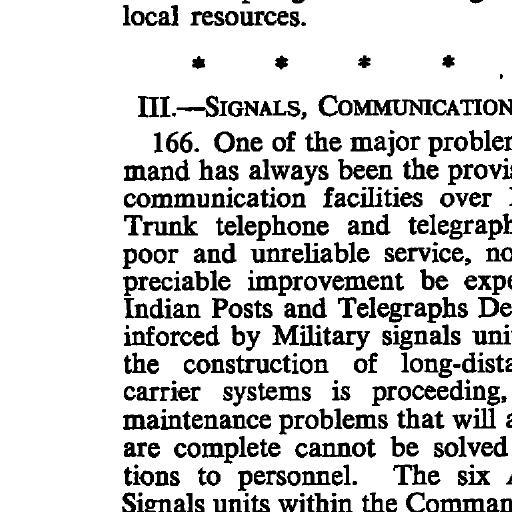 local resources.
* * * *
III.—SIGNALS, COMMUNICATION
166. One of the major problem
mand has always been the provis
communication facilities over
Trunk telephone and telegraph
poor and unreliable service, no
preciable improvement be expe
Indian Posts and Telegraphs De
inforced by Military signals uni
the construction of long-dista
carrier systems is proceeding,
maintenance problems that will a
are complete cannot be solved
tions to personnel. The six A
Signals units within the Comman